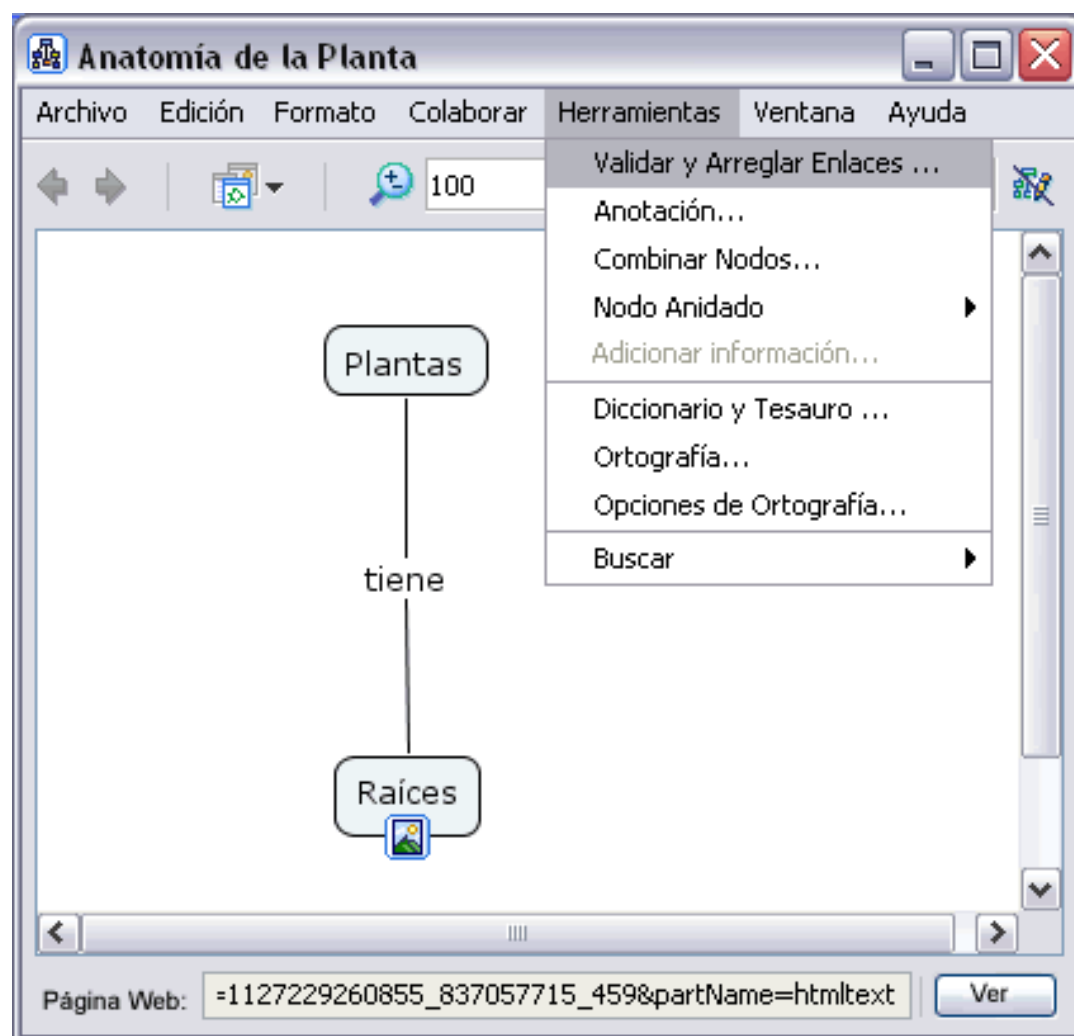 Anatomía de la Planta
Archivo Edición Formato Colaborar Herramientas Ventana Ayuda
100
Validar y Arreglar Enlaces ...
Anotación...
Combinar Nodos...
Nodo Anidado
Adicionar información...
Diccionario y Tesauro ...
Ortografía...
Opciones de Ortografía...
Buscar
Plantas
tiene
Raíces
Página Web: =1127229260855_837057715_459&partName=htmltext Ver